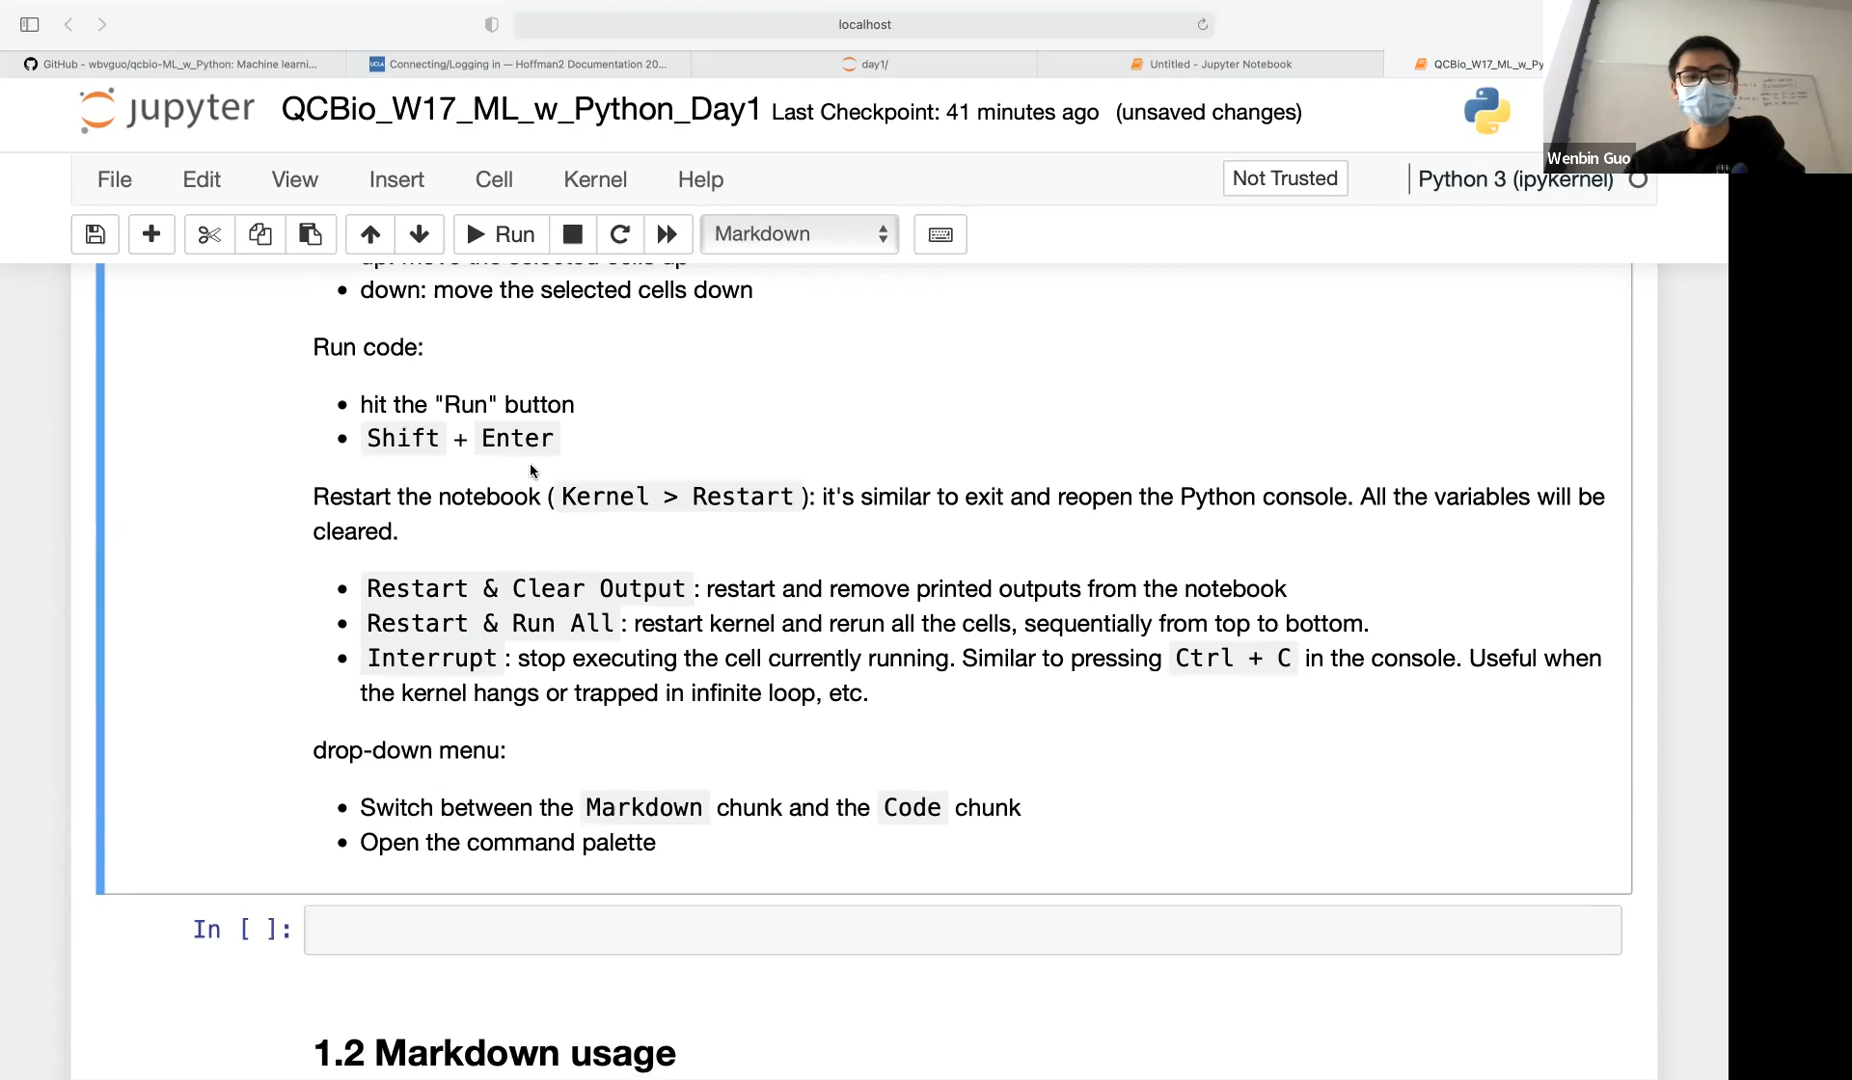 localhost
GitHub - wbvguo/qcbio-ML_w_Python: Machine learni...
UCLA
Connecting/Logging in — Hoffman2 Documentation 20...
day1/
Untitled - Jupyter Notebook
QCBio_W17_ML_w_Py
jupyter QCBio_W17_ML_w_Python_Day1 Last Checkpoint: 41 minutes ago (unsaved changes)
Wenbin Guo
File Edit View Insert Cell Kernel Help Not Trusted Python 3 (ipykernel)
Run Markdown
up: move the selected cells up
• down: move the selected cells down
Run code:
• hit the "Run" button
• Shift + Enter
Restart the notebook ( Kernel > Restart ): it's similar to exit and reopen the Python console. All the variables will be
cleared.
• Restart & Clear Output : restart and remove printed outputs from the notebook
• Restart & Run All : restart kernel and rerun all the cells, sequentially from top to bottom.
• Interrupt : stop executing the cell currently running. Similar to pressing Ctrl + C in the console. Useful when
the kernel hangs or trapped in infinite loop, etc.
drop-down menu:
• Switch between the Markdown chunk and the Code chunk
• Open the command palette
In [ ]:
1.2 Markdown usage